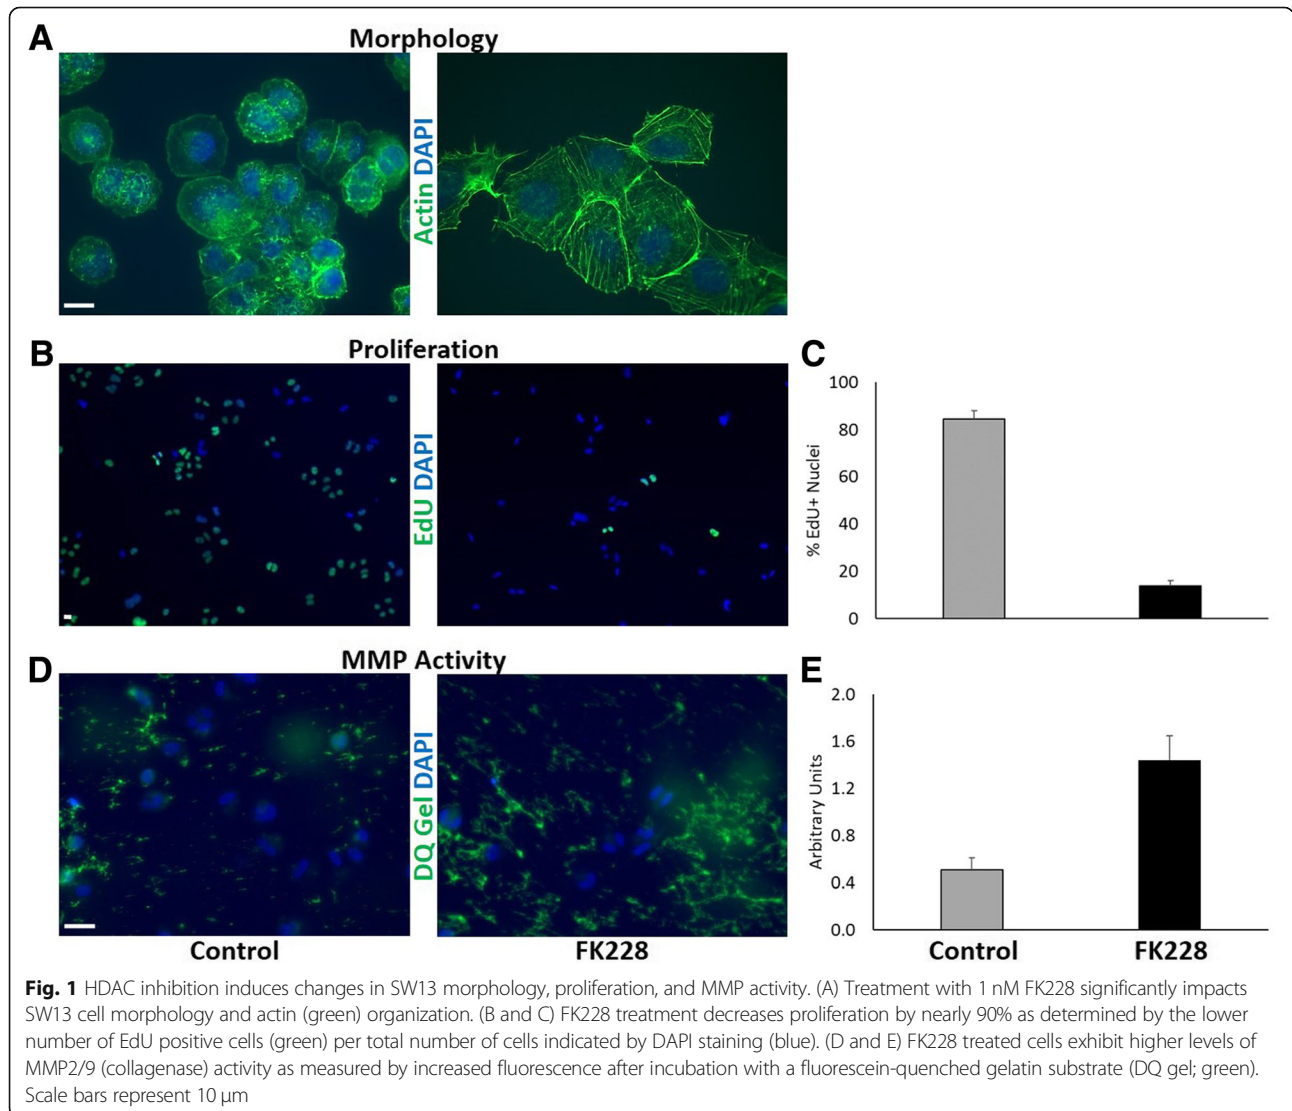 A
Morphology
Actin DAPI
B
Proliferation
EdU DAPI
C
100
80
60
40
20
0
% EdU+ Nuclei
D
MMP Activity
DQ Gel DAPI
E
2.0
1.6
1.2
0.8
0.4
0.0
Arbitrary Units
Control
FK228
Control
FK228
Fig. 1 HDAC inhibition induces changes in SW13 morphology, proliferation, and MMP activity. (A) Treatment with 1 nM FK228 significantly impacts
SW13 cell morphology and actin (green) organization. (B and C) FK228 treatment decreases proliferation by nearly 90% as determined by the lower
number of EdU positive cells (green) per total number of cells indicated by DAPI staining (blue). (D and E) FK228 treated cells exhibit higher levels of
MMP2/9 (collagenase) activity as measured by increased fluorescence after incubation with a fluorescein-quenched gelatin substrate (DQ gel; green).
Scale bars represent 10 μm